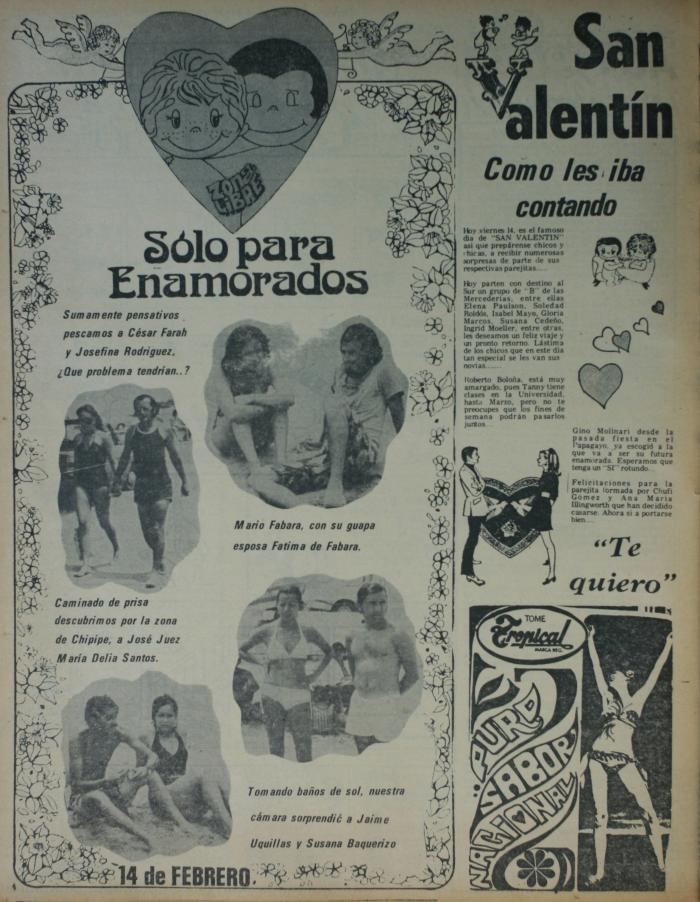 ZONA
LIBRE
Sólo para
Enamorados
Sumamente pensativos
pescamos a César Farah
y Josefina Rodríguez.
¿Que problema tendrían..?
Mario Fabara, con su guapa
esposa Fatima de Fabara.
Caminado de prisa
descubrimos por la zona
de Chipipe, a José Juez
María Delia Santos.
Tomando baños de sol, nuestra
cámara sorprendió a Jaime
Uquillas y Susana Baquerizo
14 de FEBRERO.
San
Valentín
Como les iba
contando
Hoy viernes 14, es el famoso
día de "SAN VALENTIN"
así que prepárense chicos y
chicas, a recibir numerosas
sorpresas de parte de sus
respectivas parejitas....
Hoy parten con destino al
Sur un grupo de "B" de las
Mercedarias, entre ellas
Elena Paulson, Soledad
Roldós, Isabel Mayo, Gloria
Marcos, Susana Cedeño,
Ingrid Moeller, entre otras,
les deseamos un feliz viaje y
un pronto retorno. Lástima
de los chicos que en este día
tan especial se les van sus
novias.......
Roberto Boloña, está muy
amargado, pues Tanny tiene
clases en la Universidad,
hasta Marzo, pero no te
preocupes que los fines de
semana podrán pasarlos
juntos...
Gino Molinari desde la
pasada fiesta en el
Papagayo, ya escogió a la
que va a ser su futura
enamorada. Esperamos que
tenga un "SI" rotundo...
Felicitaciones para la
parejita formada por Chufi
Gomez y Ana María
Illingworth que han decidido
casarse. Ahora si a portarse
bien....
"Te
quiero"
TOME
Tropical
MARCA REG.
PURO
SABOR
NACIONAL